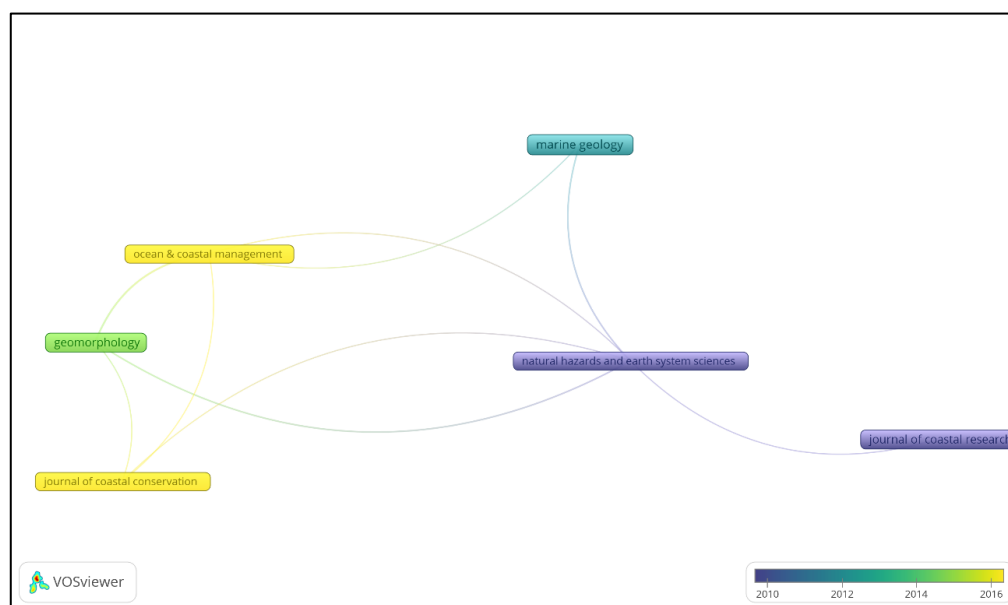 marine geology
ocean & coastal management
geomorphology
natural hazards and earth system sciences
journal of coastal research
journal of coastal conservation
VOSviewer
2010 2012 2014 2016